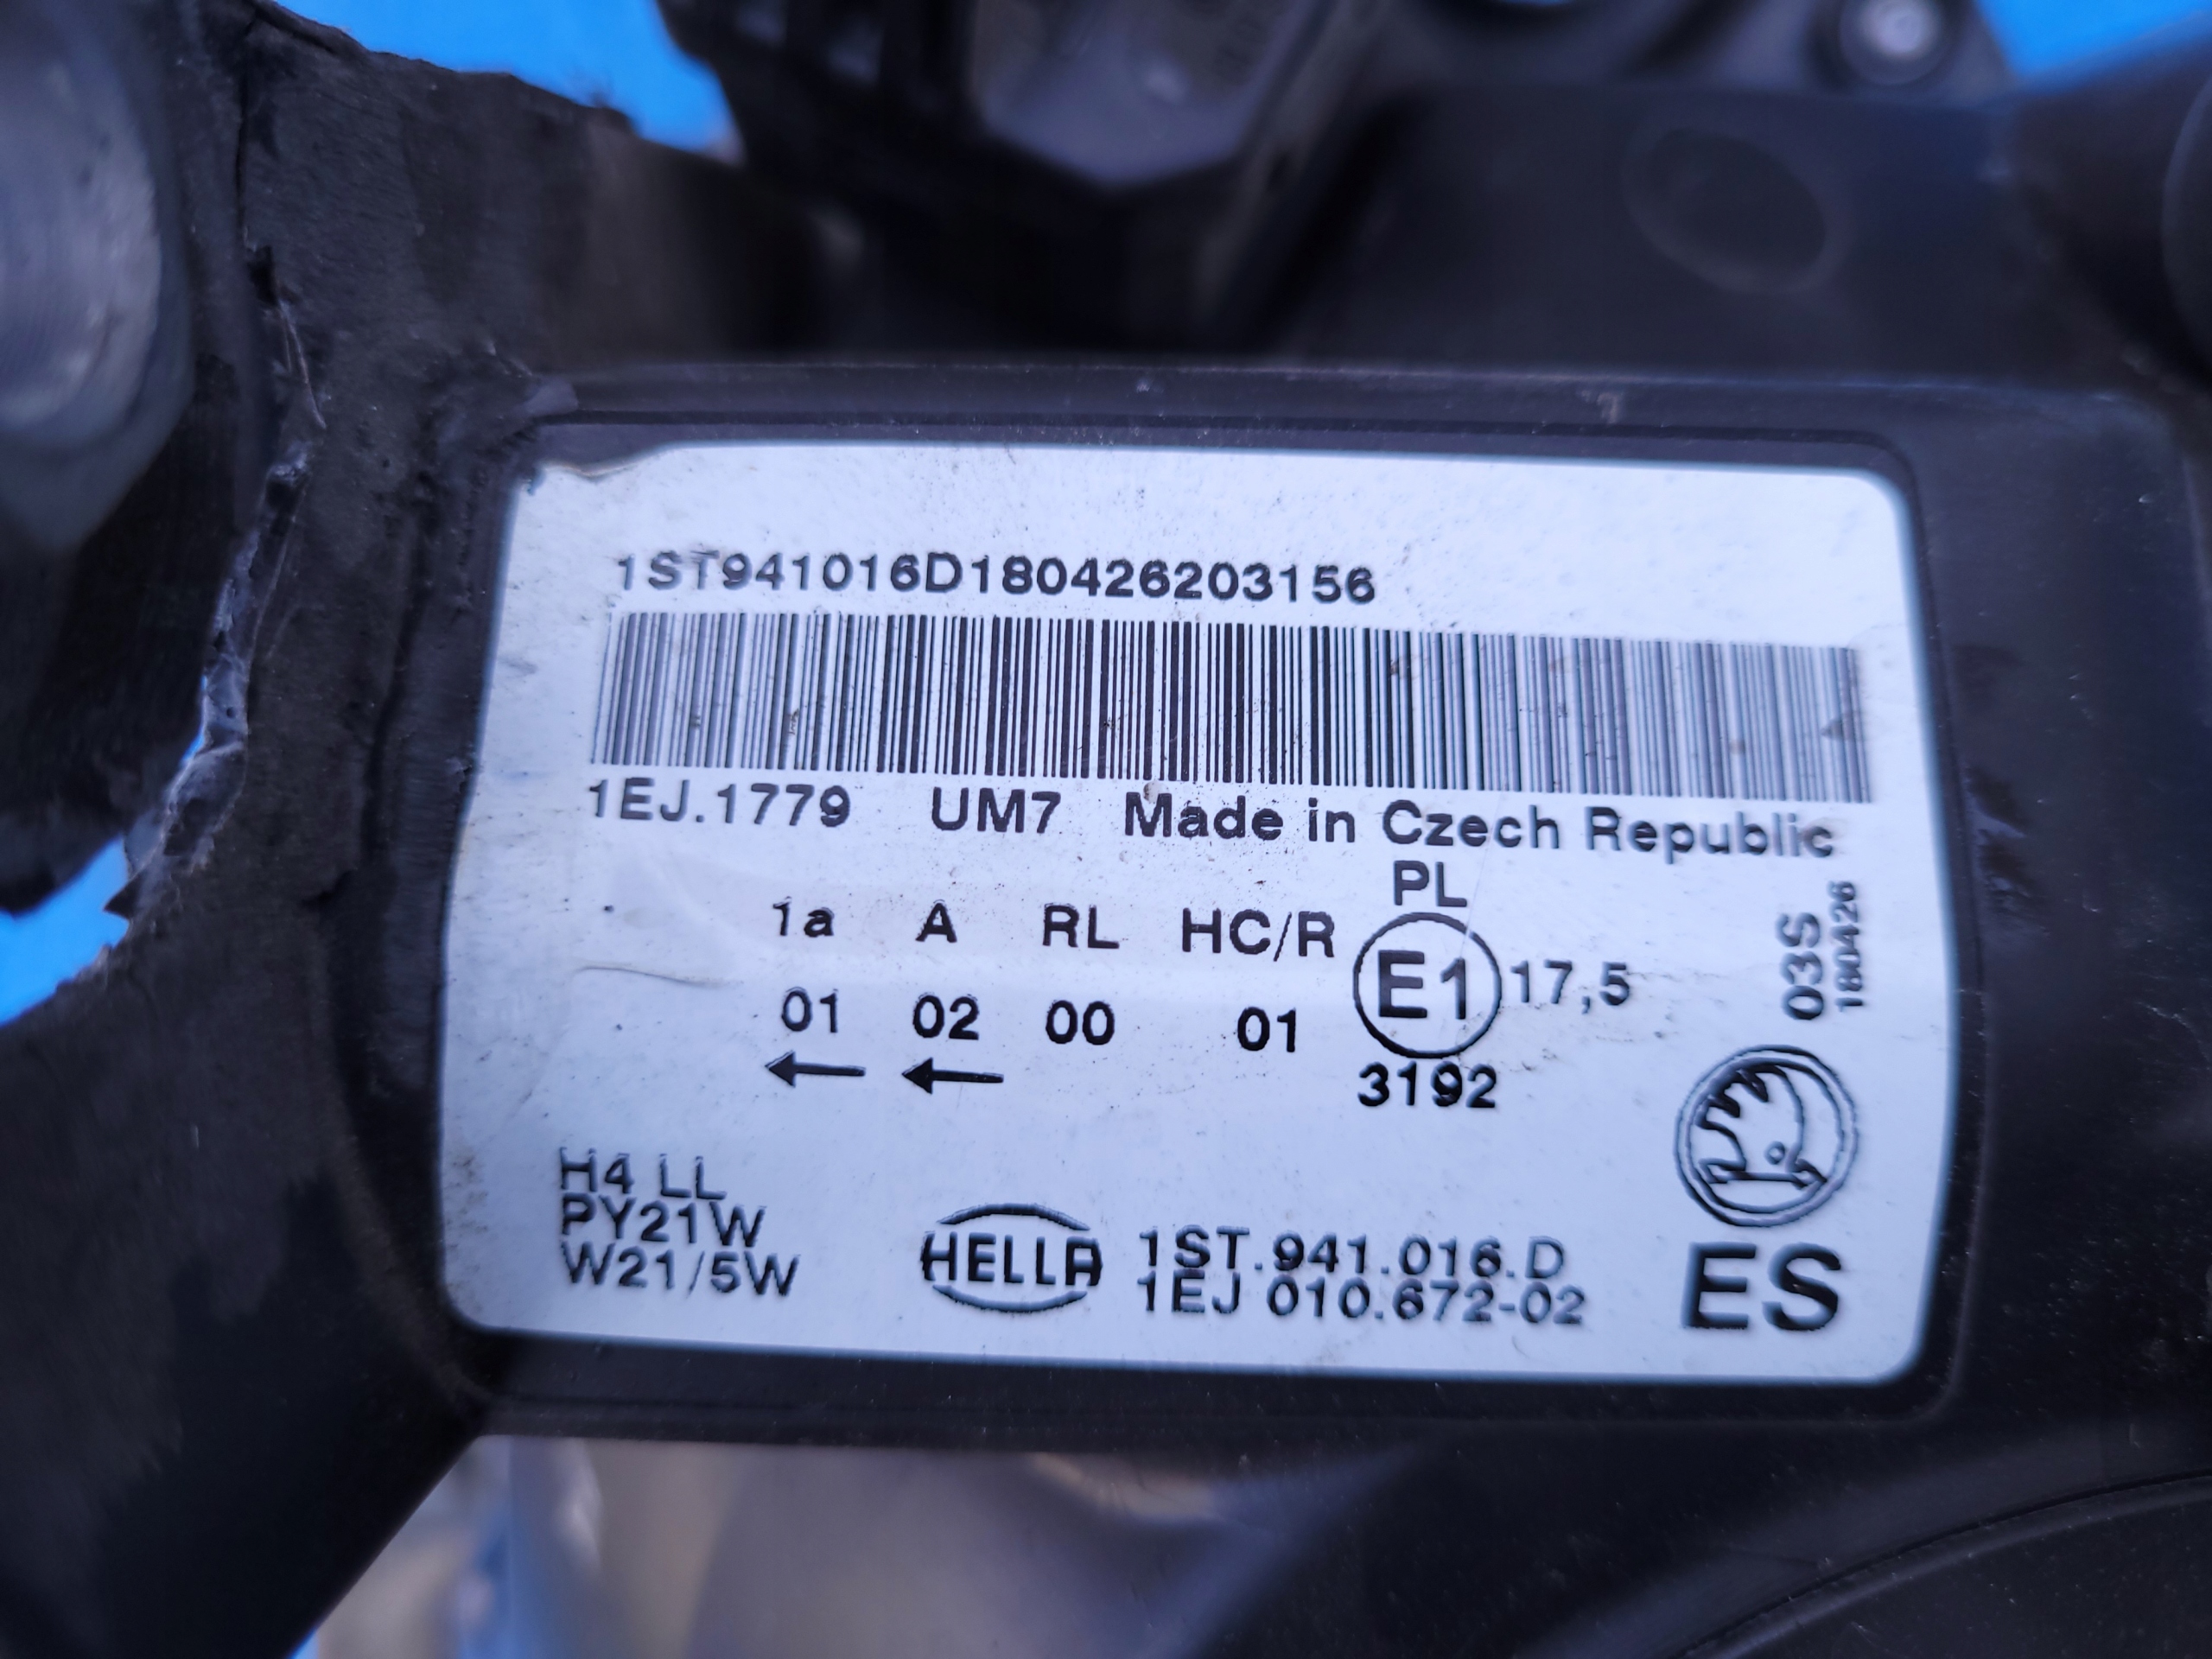 1ST941016D180426203156
1EJ.1779 UM7 Made in Czech Republic
PL
1a A RL HC/R E1 17,5
01 02 00 01
3192
03S
180426
H4 LL
PY21W
W21/5W
HELLA
1ST.941.016.D
1EJ 010.672-02
ES